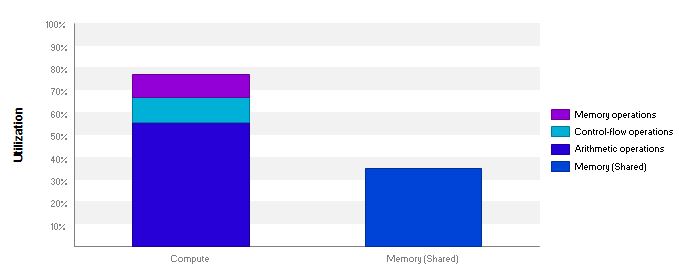 100%
90%
80%
70%
60%
50%
40%
30%
20%
10%
Utilization
Compute
Memory (Shared)
Memory operations
Control-flow operations
Arithmetic operations
Memory (Shared)